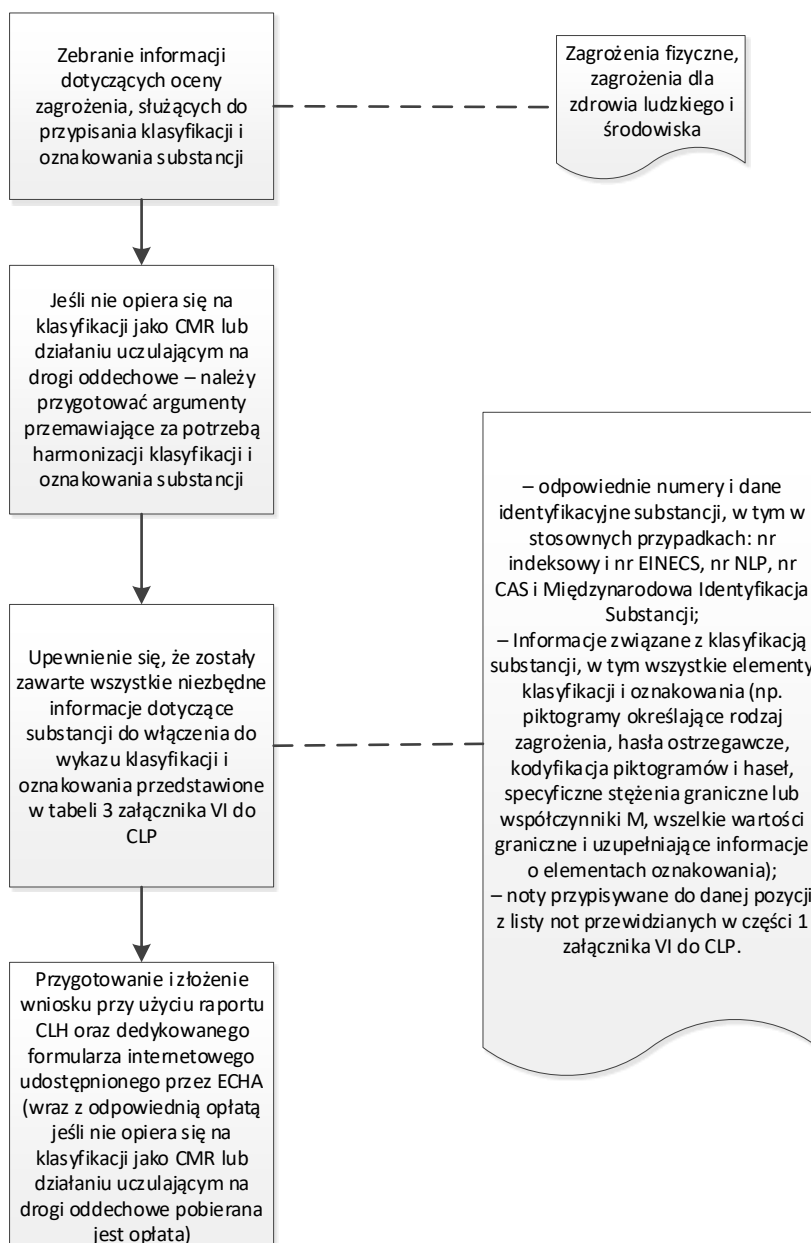 Zebranie informacji
dotyczących oceny
zagrożenia, służących do
przypisania klasyfikacji i
oznakowania substancji
Zagrożenia fizyczne,
zagrożenia dla
zdrowia ludzkiego i
środowiska
Jeśli nie opiera się na
klasyfikacji jako CMR lub
działaniu uczulającym na
drogi oddechowe – należy
przygotować argumenty
przemawiające za potrzebą
harmonizacji klasyfikacji i
oznakowania substancji
Upewnienie się, że zostały
zawarte wszystkie niezbędne
informacje dotyczące
substancji do włączenia do
wykazu klasyfikacji i
oznakowania przedstawione
w tabeli 3 załącznika VI do
CLP
– odpowiednie numery i dane
identyfikacyjne substancji, w tym w
stosownych przypadkach: nr
indeksowy i nr EINECS, nr NLP, nr
CAS i Międzynarodowa Identyfikacja
Substancji;
– Informacje związane z klasyfikacją
substancji, w tym wszystkie elementy
klasyfikacji i oznakowania (np.
piktogramy określające rodzaj
zagrożenia, hasła ostrzegawcze,
kodyfikacja piktogramów i haseł,
specyficzne stężenia graniczne lub
współczynniki M, wszelkie wartości
graniczne i uzupełniające informacje
o elementach oznakowania);
– noty przypisywane do danej pozycji
z listy not przewidzianych w części 1
załącznika VI do CLP.
Przygotowanie i złożenie
wniosku przy użyciu raportu
CLH oraz dedykowanego
formularza internetowego
udostępnionego przez ECHA
(wraz z odpowiednią opłatą
jeśli nie opiera się na
klasyfikacji jako CMR lub
działaniu uczulającym na
drogi oddechowe pobierana
jest opłata)